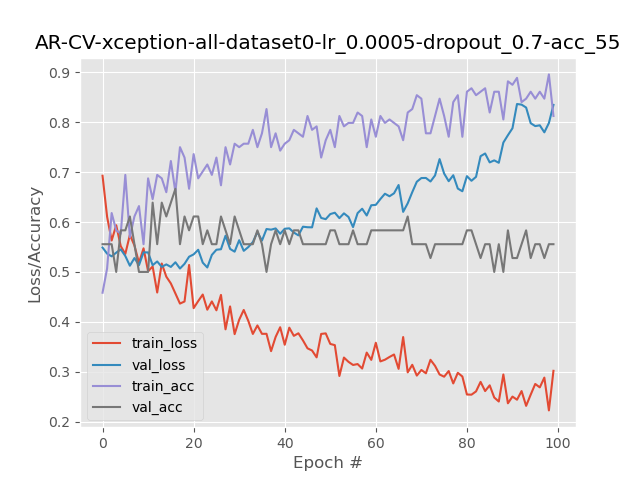 AR-CV-xception-all-dataset0-lr_0.0005-dropout_0.7-acc_55
0.9
0.8
0.7
0.6
0.5
0.4
0.3
0.2
Loss/Accuracy
train_loss
val_loss
train_acc
val_acc
0 20 40 60 80 100
Epoch #